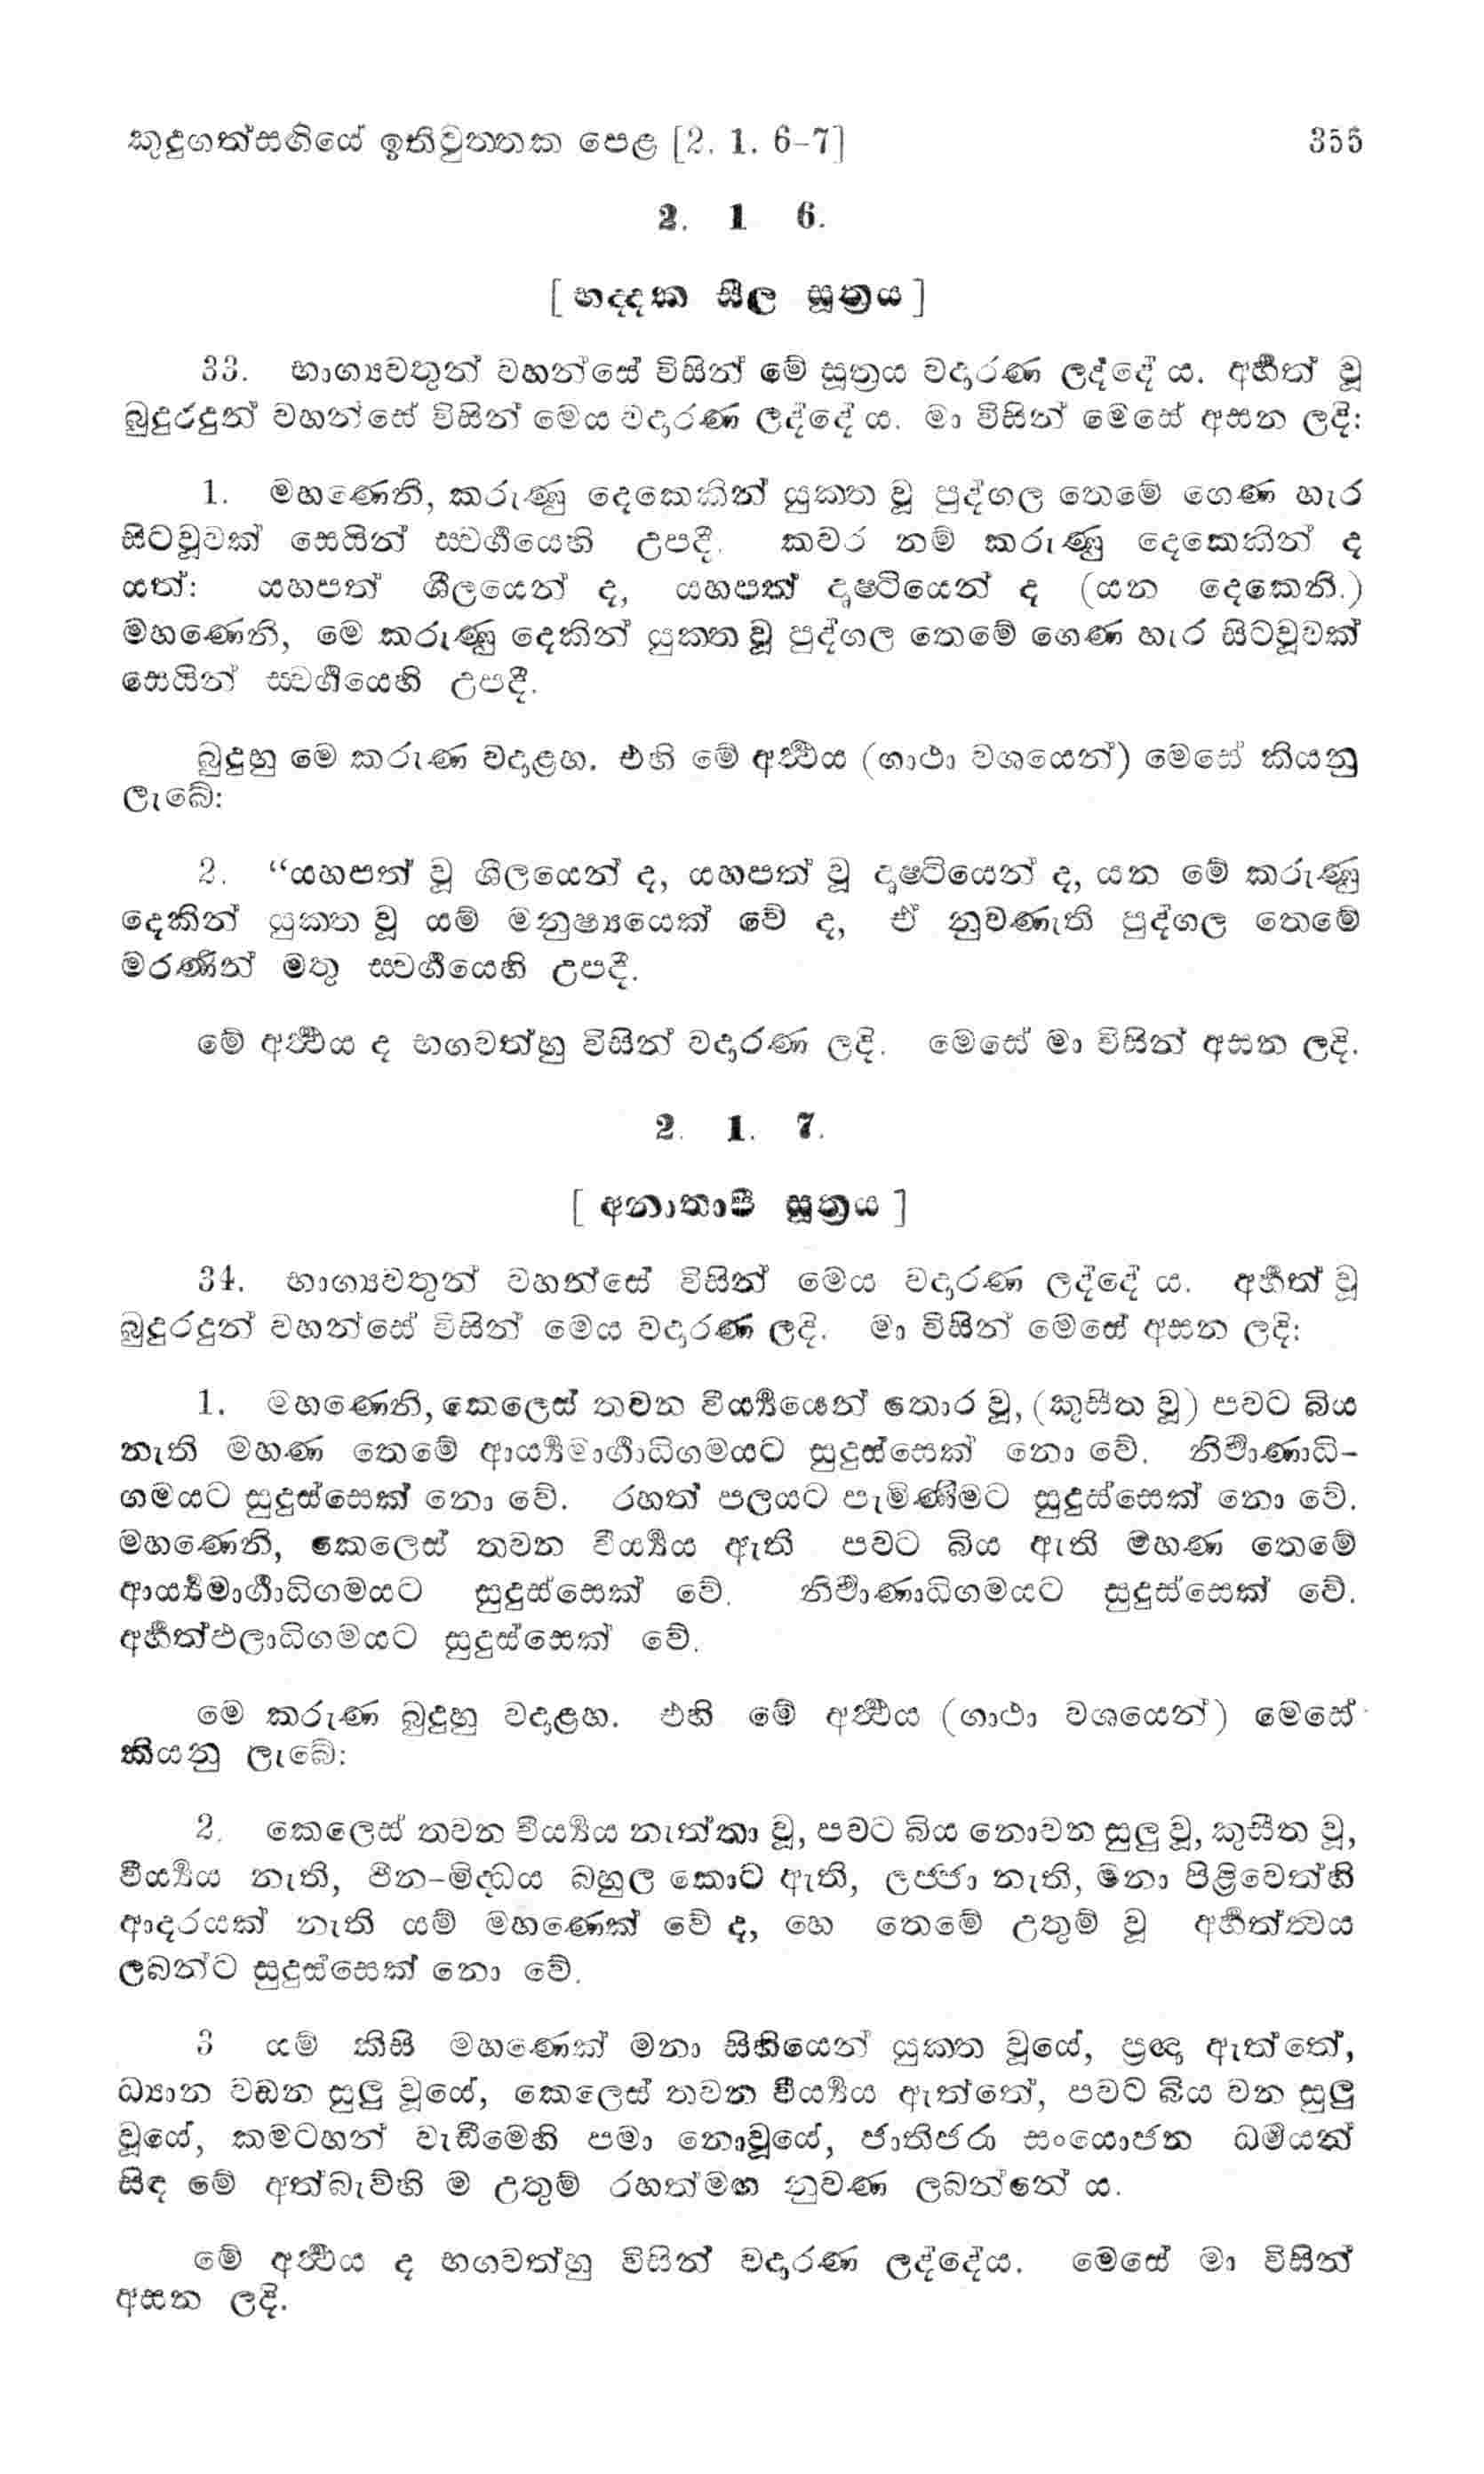 කුදුගත්සඟියේ ඉතිවුත්තක පෙළ [2. 1. 6-7] 355
2. 1 6.
[ භද්දක සීල සූත්‍රය ]
33. භාග්‍යවතුන් වහන්සේ විසින් මේ සූත්‍රය වදාරණ ලද්දේ ය. අර්හත් වූ
බුදුරදුන් වහන්සේ විසින් මෙය වදාරණ ලද්දේ ය. මා විසින් මෙසේ අසන ලදි:
1. මහණෙනි, කරුණු දෙකෙකින් යුක්ත වූ පුද්ගල තෙමේ ගෙණ හැර
සිටවූවක් සෙයින් ස්වර්ගයෙහි උපදී. කවර නම් කරුණු දෙකෙකින් ද
යත්: යහපත් ශීලයෙන් ද, යහපත් දෘෂ්ටියෙන් ද (යන දෙකෙනි.)
මහණෙනි, මෙ කරුණු දෙකින් යුක්ත වූ පුද්ගල තෙමේ ගෙණ හැර සිටවූවක්
සෙයින් ස්වර්ගයෙහි උපදී.
බුදුහු මෙ කරුණ වදාළහ. එහි මේ අර්ථය (ගාථා වශයෙන්) මෙසේ කියනු
ලැබේ:
2. “යහපත් වූ ශීලයෙන් ද, යහපත් වූ දෘෂ්ටියෙන් ද, යන මේ කරුණු
දෙකින් යුක්ත වූ යම් මනුෂ්‍යයෙක් වේ ද, ඒ නුවණැති පුද්ගල තෙමේ
මරණින් මතු ස්වර්ගයෙහි උපදී.
මේ අර්ථය ද භගවත්හු විසින් වදාරණ ලදි. මෙසේ මා විසින් අසන ලදි.
2. 1. 7.
[ අනාතාපී සූත්‍රය ]
34. භාග්‍යවතුන් වහන්සේ විසින් මෙය වදාරණ ලද්දේ ය. අර්හත් වූ
බුදුරදුන් වහන්සේ විසින් මෙය වදාරණ ලදි. මා විසින් මෙසේ අසන ලදි:
1. මහණෙනි, කෙලෙස් තවන වීර්‍ය්‍යයෙන් තොර වූ, (කුසීත වූ) පවට බිය
නැති මහණ තෙමේ ආර්‍ය්‍යමාර්ගාධිගමයට සුදුස්සෙක් නො වේ. නිර්වාණාධි-
ගමයට සුදුස්සෙක් නො වේ. රහත් පලයට පැමිණීමට සුදුස්සෙක් නො වේ.
මහණෙනි, කෙලෙස් තවන වීර්‍ය්‍යය ඇති පවට බිය ඇති මහණ තෙමේ
ආර්‍ය්‍යමාර්ගාධිගමයට සුදුස්සෙක් වේ. නිර්වාණාධිගමයට සුදුස්සෙක් වේ.
අර්හත්ඵලාධිගමයට සුදුස්සෙක් වේ.
මෙ කරුණ බුදුහු වදාළහ. එහි මේ අර්ථය (ගාථා වශයෙන්) මෙසේ
කියනු ලැබේ:
2. කෙලෙස් තවන වීර්‍ය්‍යය නැත්තා වූ, පවට බිය නොවන සුලු වූ, කුසීත වූ,
වීර්‍ය්‍යය නැති, ථීන-මිද්ධය බහුල කොට ඇති, ලජ්ජා නැති, මනා පිළිවෙත්හි
ආදරයක් නැති යම් මහණෙක් වේ ද, හෙ තෙමේ උතුම් වූ අර්හත්ත්වය
ලබන්ට සුදුස්සෙක් නො වේ.
3 යම් කිසි මහණෙක් මනා සිහියෙන් යුක්ත වූයේ, ප්‍රඥා ඇත්තේ,
ධ්‍යාන වඩන සුලු වූයේ, කෙලෙස් තවන වීර්‍ය්‍යය ඇත්තේ, පවට බිය වන සුලු
වූයේ, කමටහන් වැඩීමෙහි පමා නොවූයේ, ජාතිජරා සංයොජන ධර්මයන්
සිඳ මේ අත්බැව්හි ම උතුම් රහත්මඟ නුවණ ලබන්නේ ය.
මේ අර්ථය ද භගවත්හු විසින් වදාරණ ලද්දේය. මෙසේ මා විසින්
අසන ලදි.